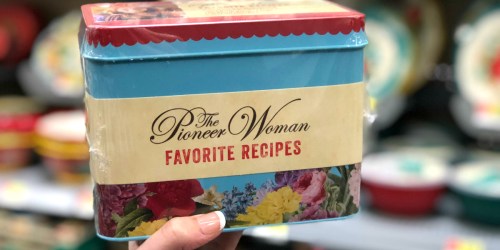 The
Pioneer Woman
FAVORITE RECIPES